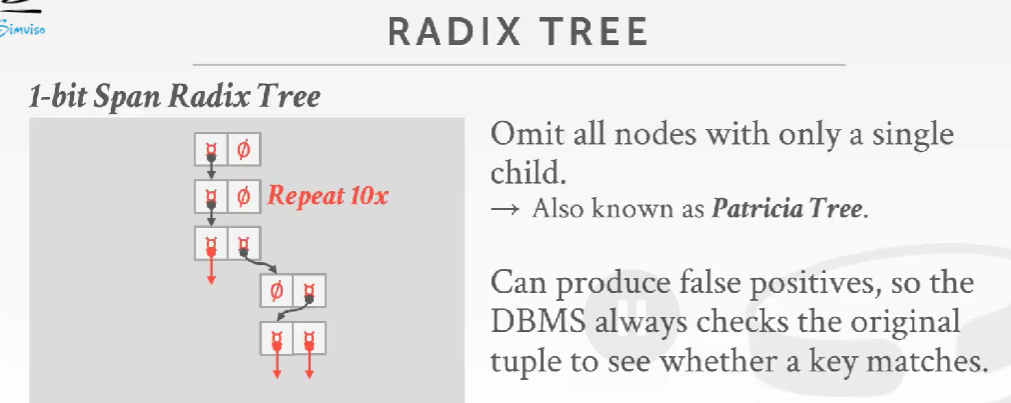 Simviso
RADIX TREE
1-bit Span Radix Tree
¤ Ø
¤ Ø Repeat 10x
¤ ¤
Ø ¤
¤ ¤
Omit all nodes with only a single
child.
→ Also known as Patricia Tree.
Can produce false positives, so the
DBMS always checks the original
tuple to see whether a key matches.